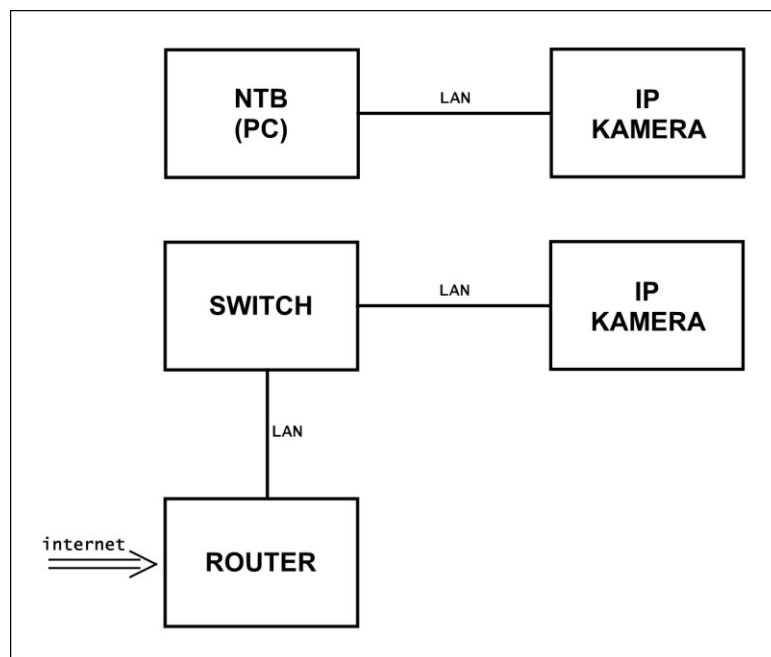 NTB
(PC)
LAN
IP
KAMERA
SWITCH
LAN
IP
KAMERA
LAN
internet
ROUTER